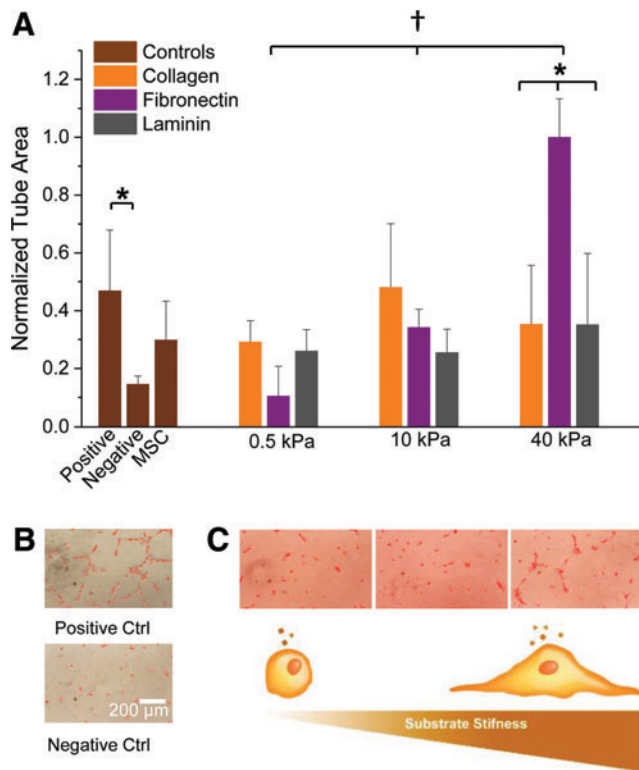 A
†
Controls
Collagen
Fibronectin
Laminin
*
*
Normalized Tube Area
1.2
1.0
0.8
0.6
0.4
0.2
0.0
Positive
Negative
MSC
0.5 kPa
10 kPa
40 kPa
B
C
Positive Ctrl
200 µm
Negative Ctrl
Substrate Stifness